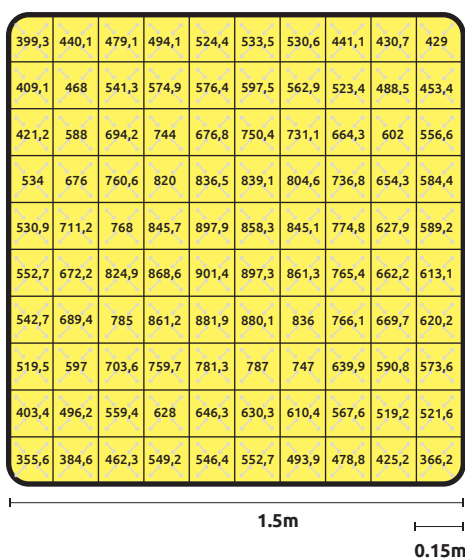 399,3 440,1 479,1 494,1 524,4 533,5 530,6 441,1 430,7 429
409,1 468 541,3 574,9 576,4 597,5 562,9 523,4 488,5 453,4
421,2 588 694,2 744 676,8 750,4 731,1 664,3 602 556,6
534 676 760,6 820 836,5 839,1 804,6 736,8 654,3 584,4
530,9 711,2 768 845,7 897,9 858,3 845,1 774,8 627,9 589,2
552,7 672,2 824,9 868,6 901,4 897,3 861,3 765,4 662,2 613,1
542,7 689,4 785 861,2 881,9 880,1 836 766,1 669,7 620,2
519,5 597 703,6 759,7 781,3 787 747 639,9 590,8 573,6
403,4 496,2 559,4 628 646,3 630,3 610,4 567,6 519,2 521,6
355,6 384,6 462,3 549,2 546,4 552,7 493,9 478,8 425,2 366,2
1.5m
0.15m